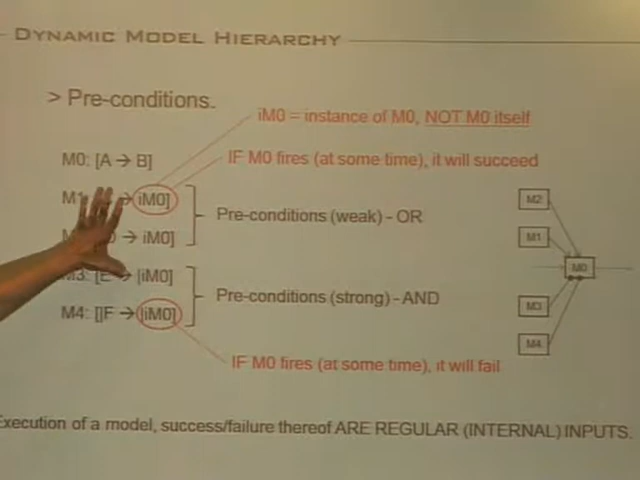 DYNAMIC MODEL HIERARCHY
> Pre-conditions.
iM0 = instance of M0, NOT M0 itself
M0: [A → B]
IF M0 fires (at some time), it will succeed
→ iM0]
Pre-conditions (weak) - OR
→ iM0]
M3: [E → |iM0]
Pre-conditions (strong) - AND
M4: [|F → |iM0]
IF M0 fires (at some time), it will fail
Execution of a model, success/failure thereof ARE REGULAR (INTERNAL) INPUTS.
M2
M1
M0
M3
M4